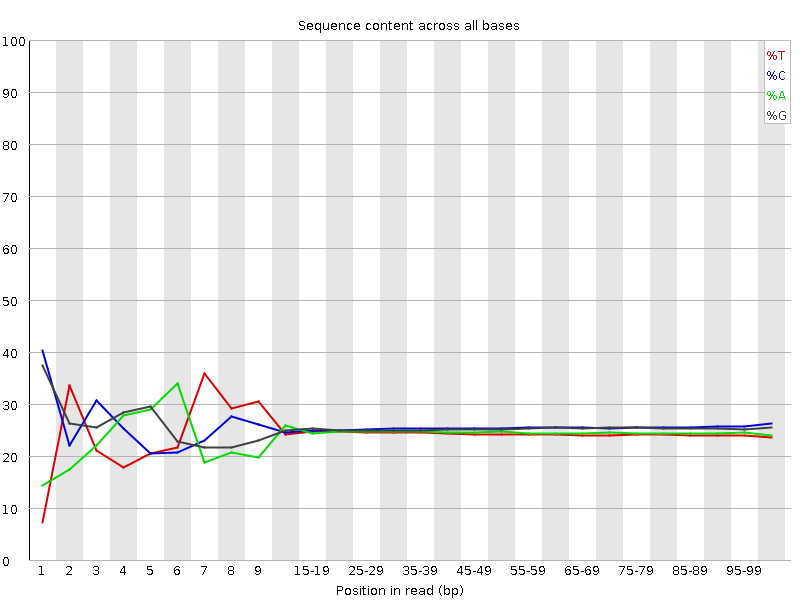 Sequence content across all bases
100
90
80
70
60
50
40
30
20
10
0
%T
%C
%A
%G
1 2 3 4 5 6 7 8 9 15-19 25-29 35-39 45-49 55-59 65-69 75-79 85-89 95-99
Position in read (bp)